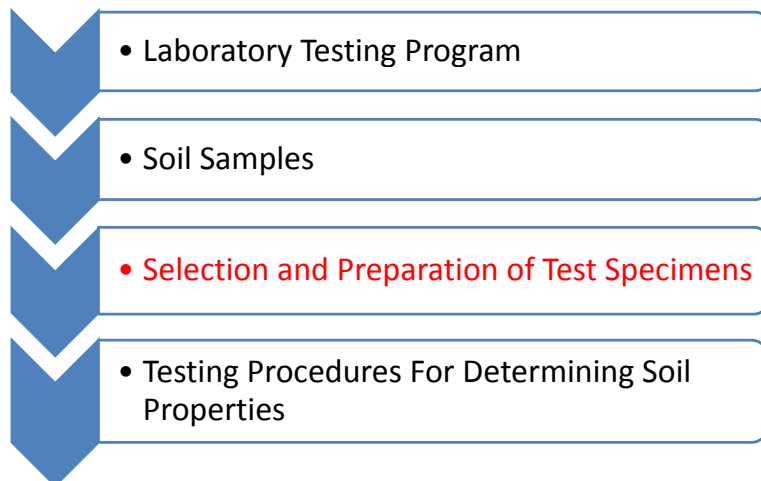 • Laboratory Testing Program
• Soil Samples
• Selection and Preparation of Test Specimens
• Testing Procedures For Determining Soil
Properties